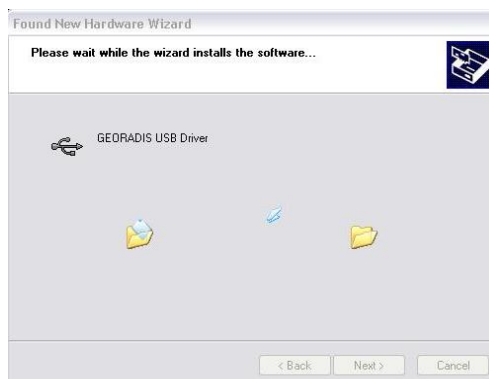 Found New Hardware Wizard
Please wait while the wizard installs the software...
GEORADIS USB Driver
< Back
Next >
Cancel